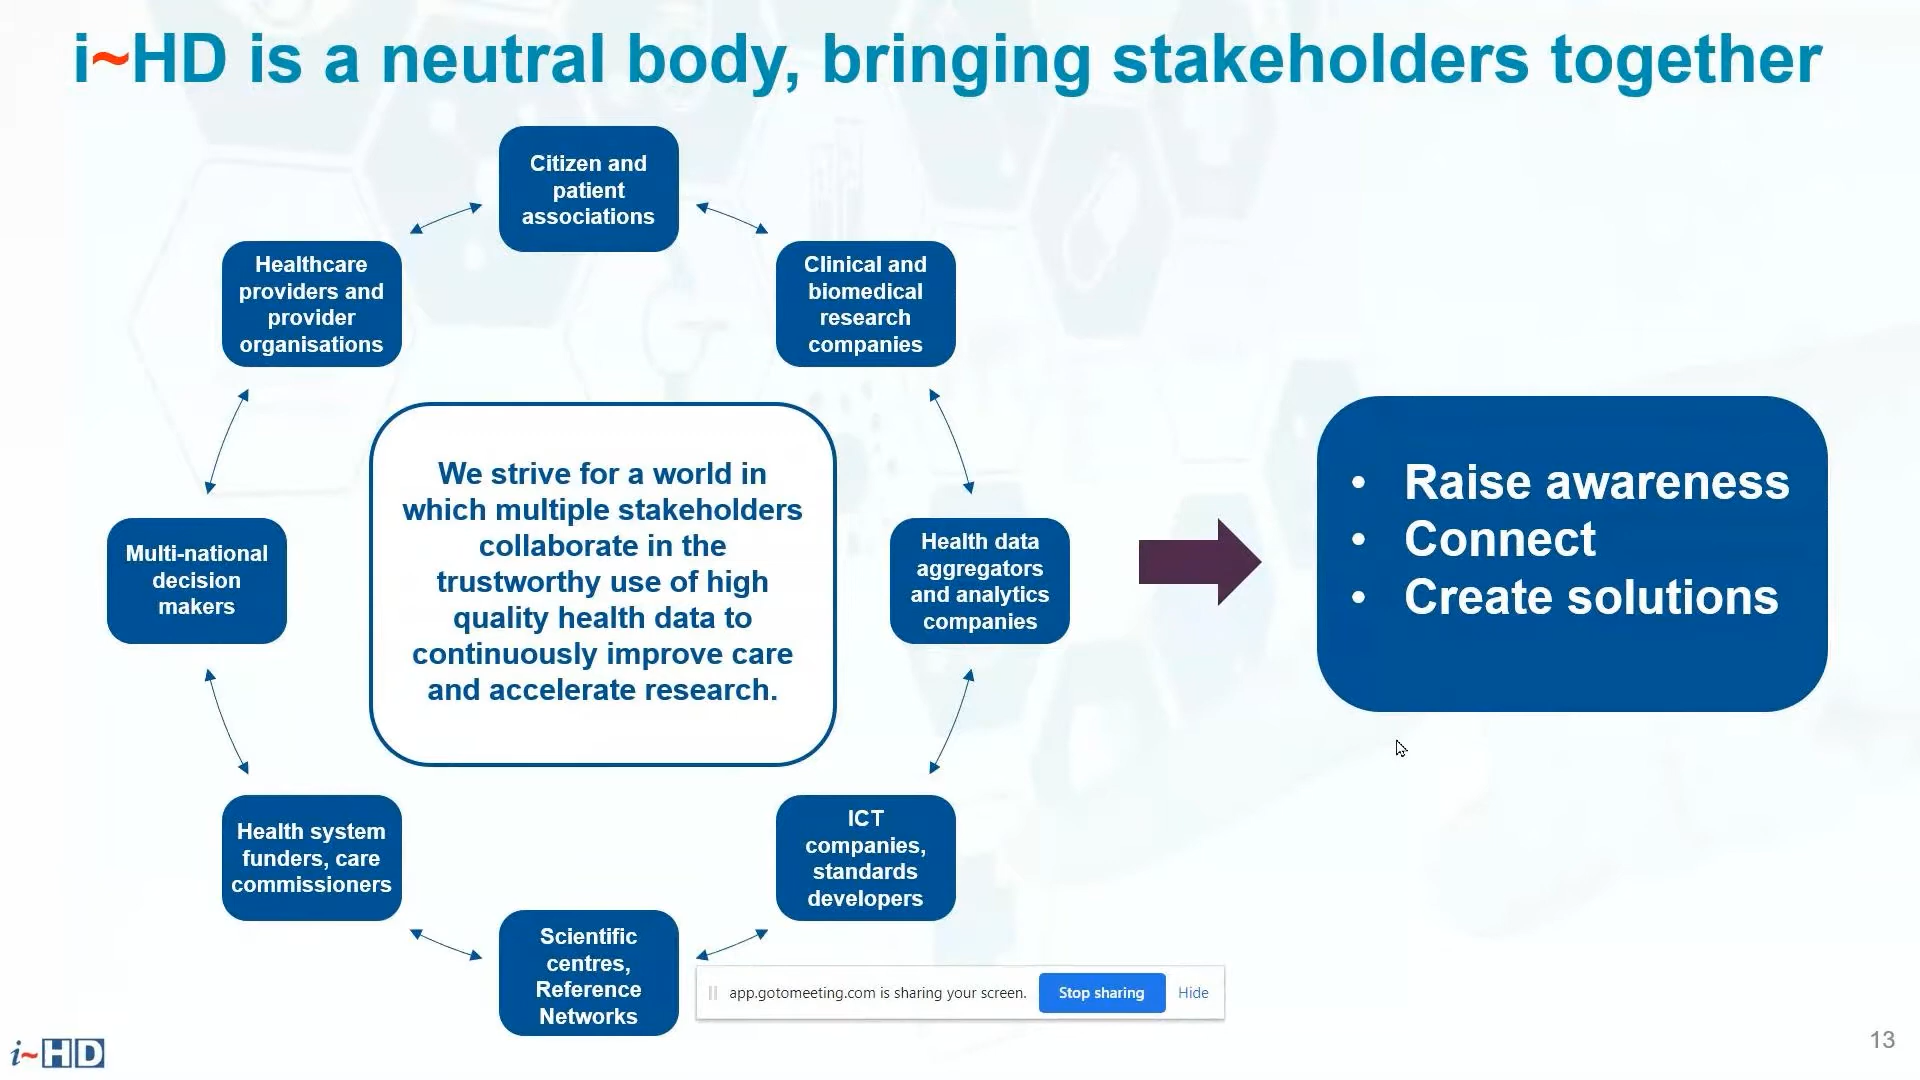 i~HD is a neutral body, bringing stakeholders together
Citizen and
patient
associations
Healthcare
providers and
provider
organisations
Clinical and
biomedical
research
companies
We strive for a world in
which multiple stakeholders
collaborate in the
trustworthy use of high
quality health data to
continuously improve care
and accelerate research.
Multi-national
decision
makers
Health data
aggregators
and analytics
companies
• Raise awareness
• Connect
• Create solutions
Health system
funders, care
commissioners
ICT
companies,
standards
developers
Scientific
centres,
Reference
Networks
app.gotomeeting.com is sharing your screen.
Stop sharing
Hide
i~HD
13